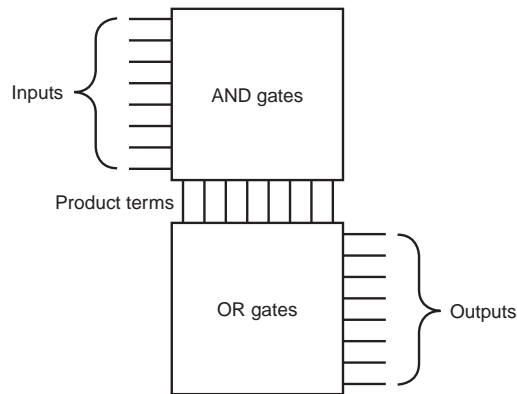 Inputs
AND gates
Product terms
OR gates
Outputs